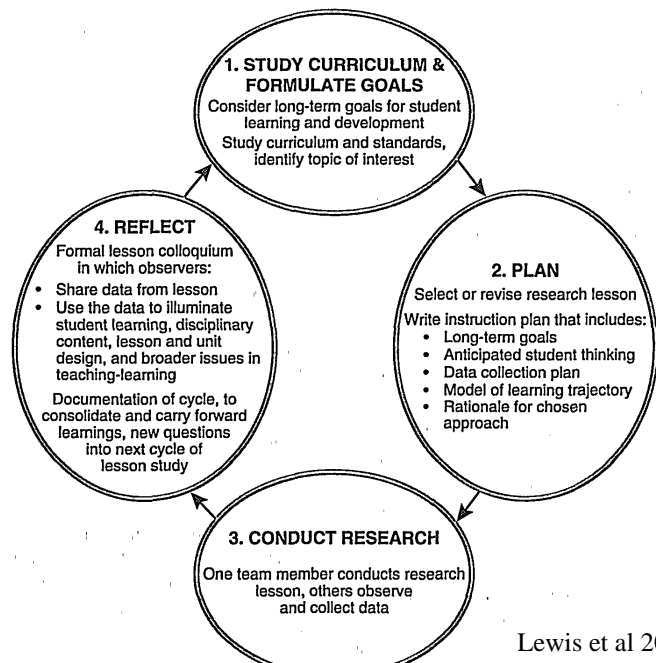 1. STUDY CURRICULUM &
FORMULATE GOALS
Consider long-term goals for student
learning and development
Study curriculum and standards,
identify topic of interest
2. PLAN
Select or revise research lesson
Write instruction plan that includes:
• Long-term goals
• Anticipated student thinking
• Data collection plan
• Model of learning trajectory
• Rationale for chosen
approach
3. CONDUCT RESEARCH
One team member conducts research
lesson, others observe
and collect data
4. REFLECT
Formal lesson colloquium
in which observers:
• Share data from lesson
• Use the data to illuminate
student learning, disciplinary
content, lesson and unit
design, and broader issues in
teaching-learning
Documentation of cycle, to
consolidate and carry forward
learnings, new questions
into next cycle of
lesson study
Lewis et al